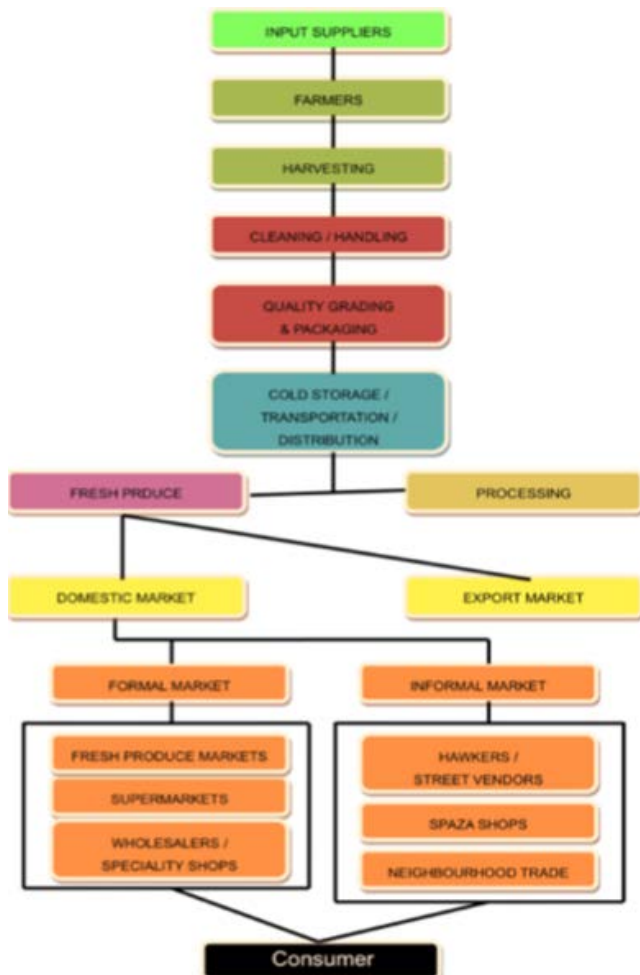 INPUT SUPPLIERS
FARMERS
HARVESTING
CLEANING / HANDLING
QUALITY GRADING
& PACKAGING
COLD STORAGE /
TRANSPORTATION /
DISTRIBUTION
FRESH PRDUCE
PROCESSING
DOMESTIC MARKET
EXPORT MARKET
FORMAL MARKET
INFORMAL MARKET
FRESH PRODUCE MARKETS
SUPERMARKETS
WHOLESALERS /
SPECIALITY SHOPS
HAWKERS /
STREET VENDORS
SPAZA SHOPS
NEIGHBOURHOOD TRADE
Consumer